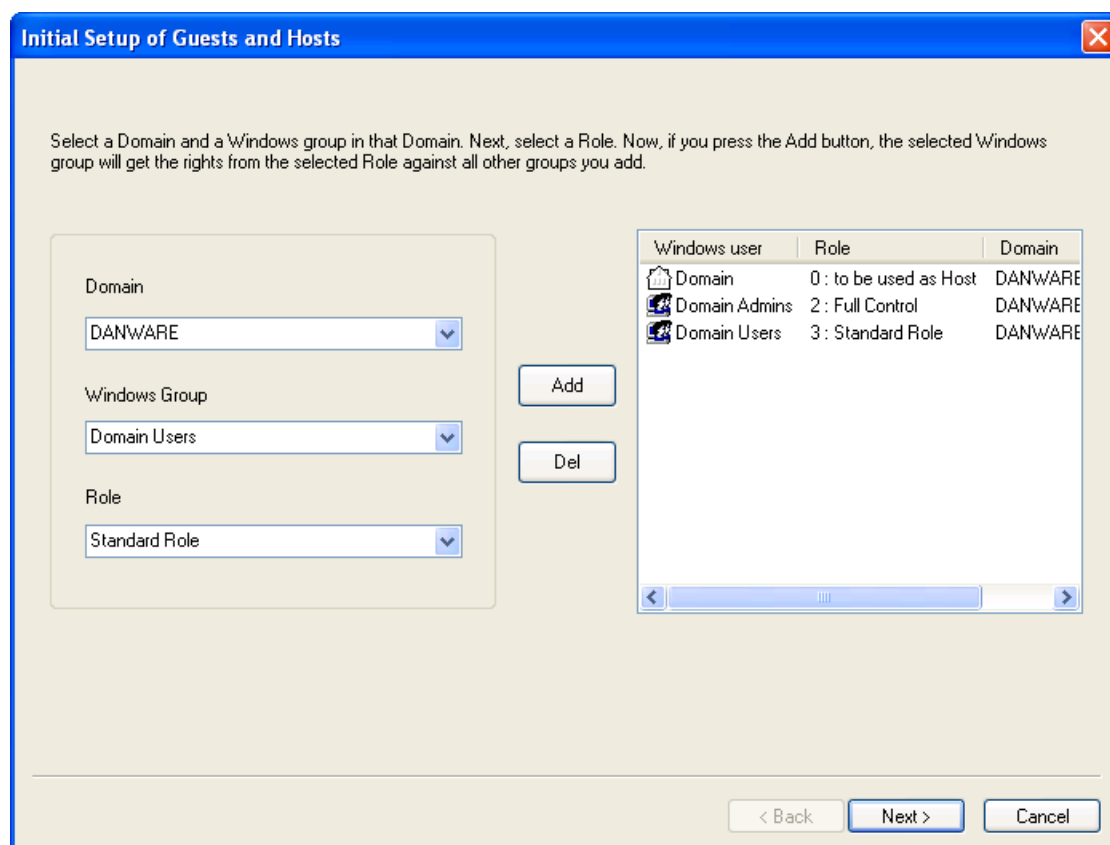 Initial Setup of Guests and Hosts
Select a Domain and a Windows group in that Domain. Next, select a Role. Now, if you press the Add button, the selected Windows
group will get the rights from the selected Role against all other groups you add.
Domain
DANWARE
Windows Group
Domain Users
Role
Standard Role
Add
Del
Windows user Role Domain
Domain 0 : to be used as Host DANWARE
Domain Admins 2 : Full Control DANWARE
Domain Users 3 : Standard Role DANWARE
< Back Next > Cancel